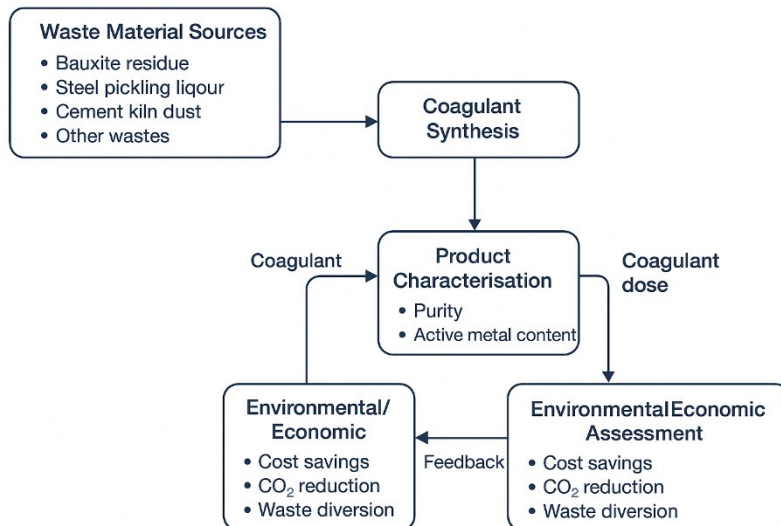 Waste Material Sources
• Bauxite residue
• Steel pickling liqour
• Cement kiln dust
• Other wastes
Coagulant
Synthesis
Coagulant
Product
Characterisation
• Purity
• Active metal content
Coagulant
dose
Environmental/
Economic
• Cost savings
• CO₂ reduction
• Waste diversion
Feedback
Environmental Economic
Assessment
• Cost savings
• CO₂ reduction
• Waste diversion